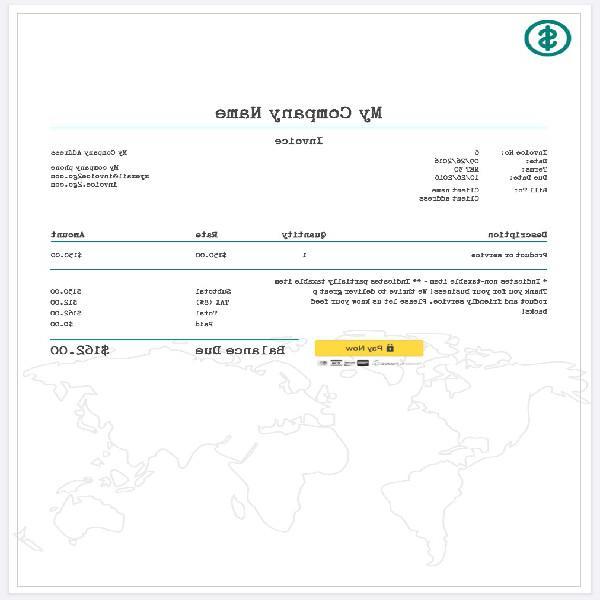 $
My Company Name
Invoice
Invoice No: 6
Date: 09/26/2016
Terms: NET 30
Due Date: 10/26/2016
Bill To: Client name
Client address
My Company Address
My company phone
myemail@invoice2go.com
invoice.2go.com
Description Quantity Rate Amount
Product or service 1 $150.00 $150.00
* Indicates non-taxable item - ** Indicates partially taxable item
Thank you for your business! We thrive to deliver great p
roduct and friendly service. Please let us know your feed
back!
Subtotal $150.00
TAX (8%) $12.00
Total $162.00
Paid $0.00
Balance Due $162.00
Pay Now